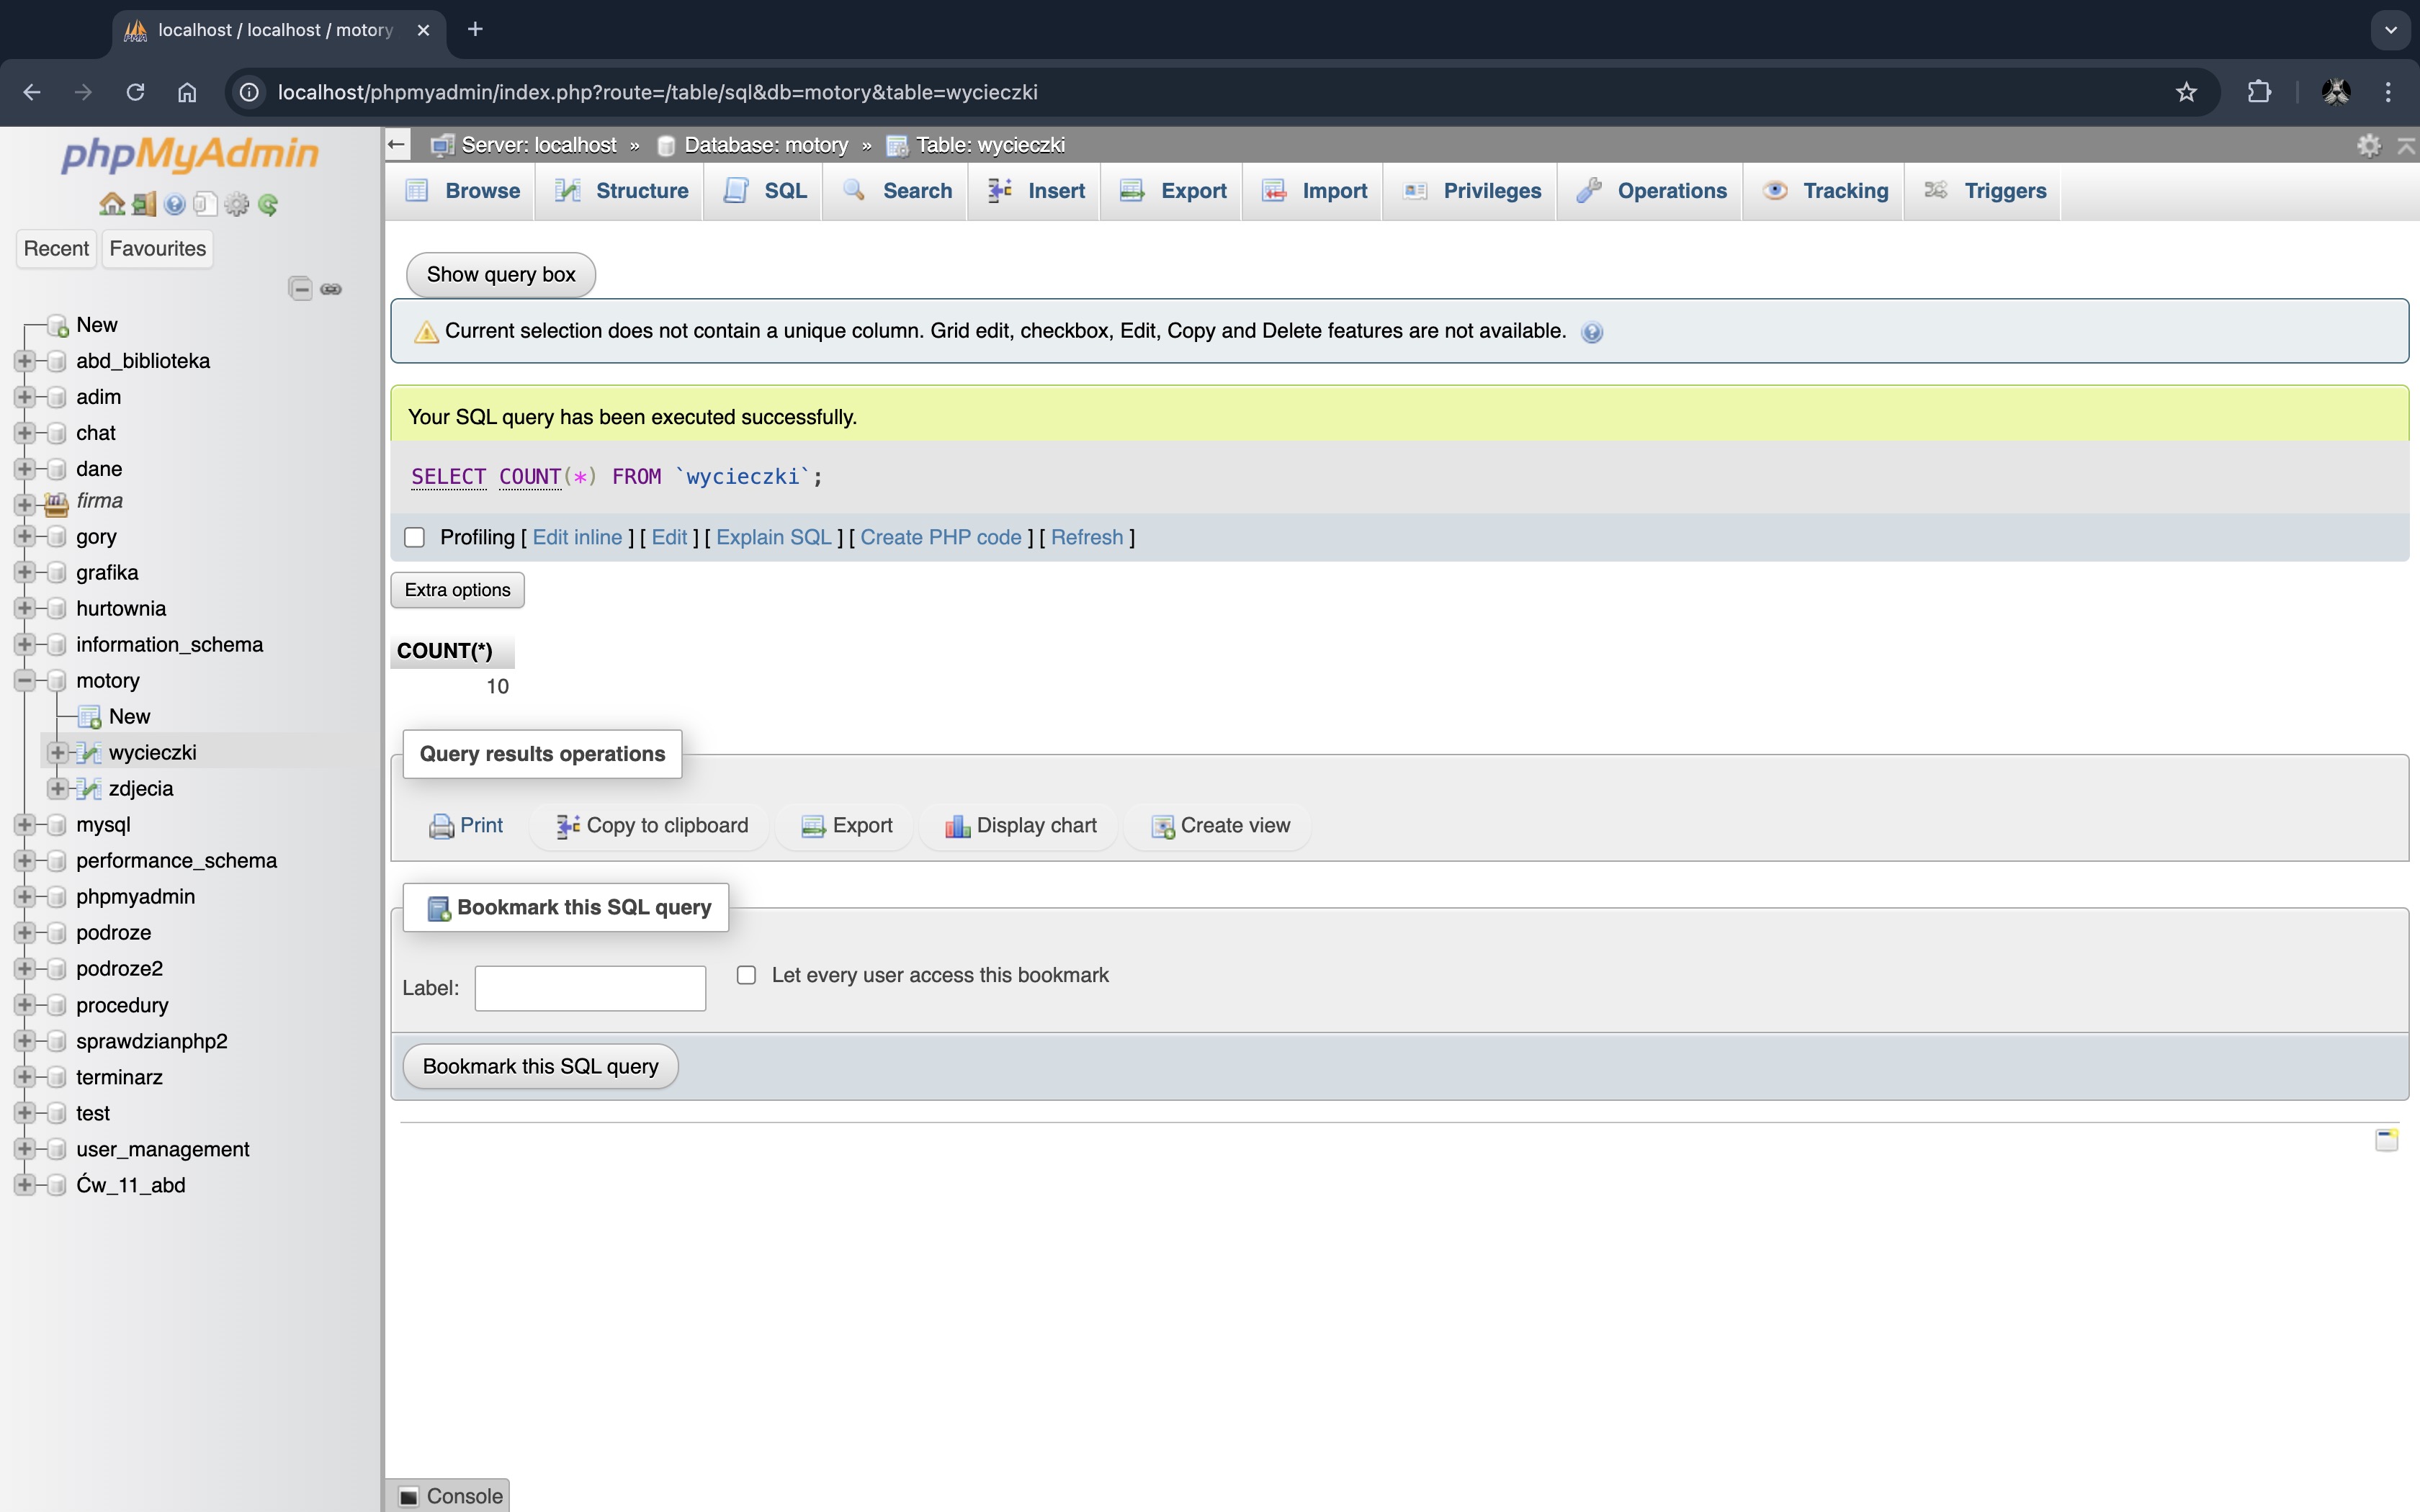 localhost / localhost / motory
localhost/phpmyadmin/index.php?route=/table/sql&db=motory&table=wycieczki
phpMyAdmin
Recent Favourites
New
abd_biblioteka
adim
chat
dane
firma
gory
grafika
hurtownia
information_schema
motory
New
wycieczki
zdjecia
mysql
performance_schema
phpmyadmin
podroze
podroze2
procedury
sprawdzianphp2
terminarz
test
user_management
Ćw_11_abd
Server: localhost » Database: motory » Table: wycieczki
Browse Structure SQL Search Insert Export Import Privileges Operations Tracking Triggers
Show query box
Current selection does not contain a unique column. Grid edit, checkbox, Edit, Copy and Delete features are not available.
Your SQL query has been executed successfully.
SELECT COUNT(*) FROM `wycieczki`;
Profiling [ Edit inline ] [ Edit ] [ Explain SQL ] [ Create PHP code ] [ Refresh ]
Extra options
COUNT(*)
10
Query results operations
Print Copy to clipboard Export Display chart Create view
Bookmark this SQL query
Label: Let every user access this bookmark
Bookmark this SQL query
Console